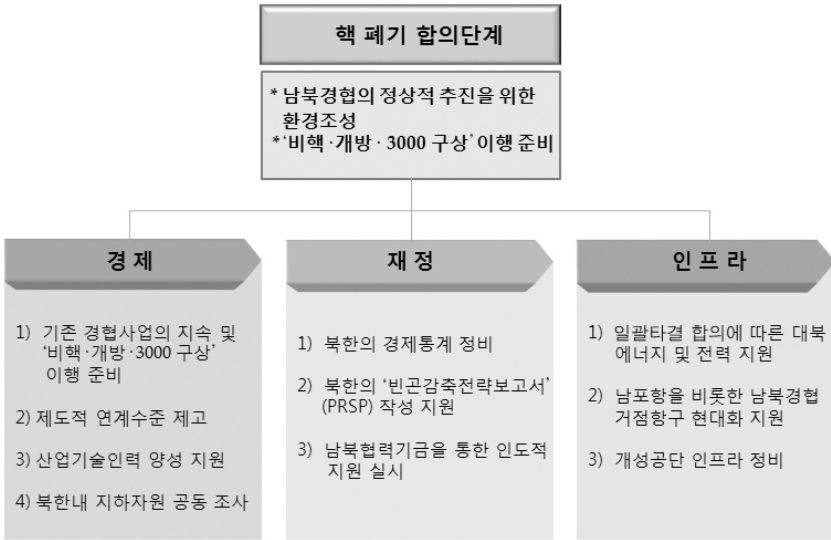 핵 폐기 합의단계
* 남북경협의 정상적 추진을 위한
환경조성
*‘비핵·개방·3000 구상’ 이행 준비
경 제
1) 기존 경협사업의 지속 및
‘비핵·개방·3000 구상’
이행 준비
2) 제도적 연계수준 제고
3) 산업기술인력 양성 지원
4) 북한내 지하자원 공동 조사
재 정
1) 북한의 경제통계 정비
2) 북한의 ‘빈곤감축전략보고서’
(PRSP) 작성 지원
3) 남북협력기금을 통한 인도적
지원 실시
인 프 라
1) 일괄타결 합의에 따른 대북
에너지 및 전력 지원
2) 남포항을 비롯한 남북경협
거점항구 현대화 지원
3) 개성공단 인프라 정비